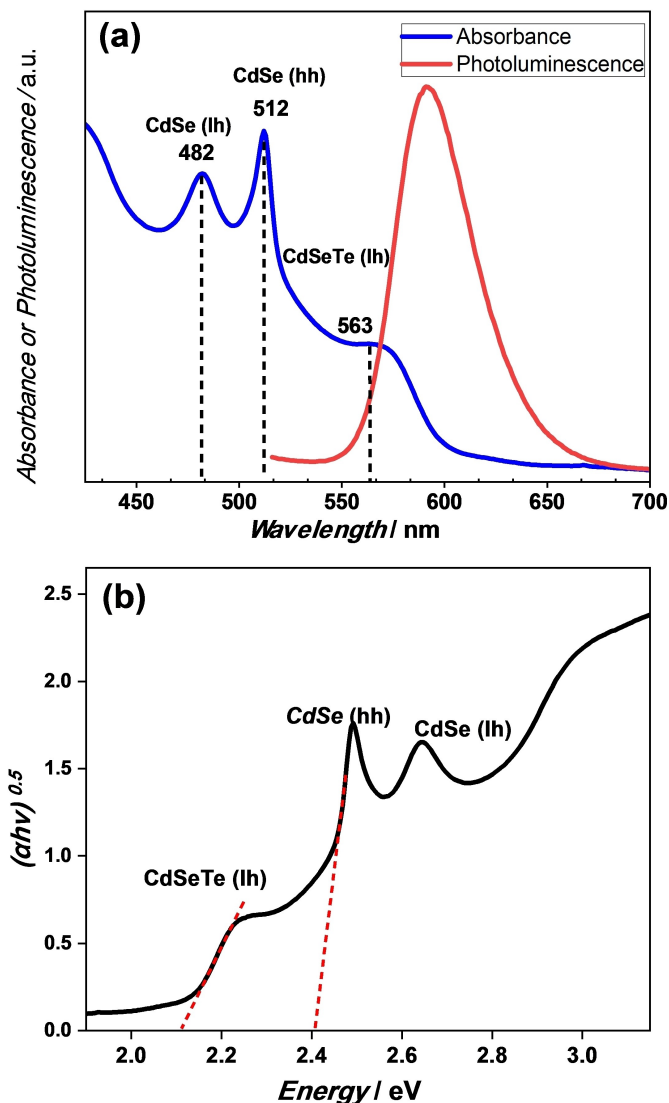 (a)
Absorbance
Photoluminescence
CdSe (hh)
512
CdSe (lh)
482
CdSeTe (lh)
563
Absorbance or Photoluminescence / a.u.
450 500 550 600 650 700
Wavelength / nm
(b)
2.5
2.0
1.5
1.0
0.5
0.0
CdSe (hh)
CdSe (lh)
CdSeTe (lh)
(αhv) 0.5
2.0 2.2 2.4 2.6 2.8 3.0
Energy / eV